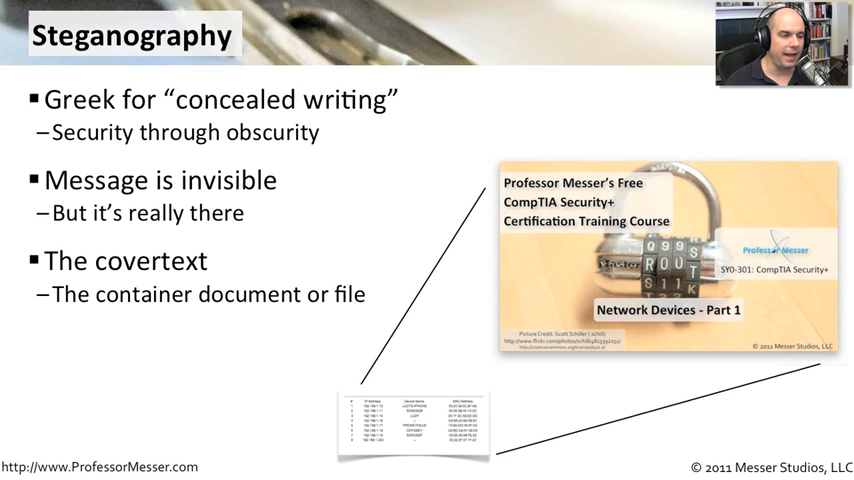 Steganography
▪ Greek for “concealed writing”
– Security through obscurity
▪ Message is invisible
– But it’s really there
▪ The covertext
– The container document or file
Professor Messer’s Free
CompTIA Security+
Certification Training Course
Professor Messer
SY0-301: CompTIA Security+
Network Devices - Part 1
Picture Credit: Scott Schiller (.schill)
© 2011 Messer Studios, LLC
IP Address Device Name MAC Address
http://www.ProfessorMesser.com
© 2011 Messer Studios, LLC